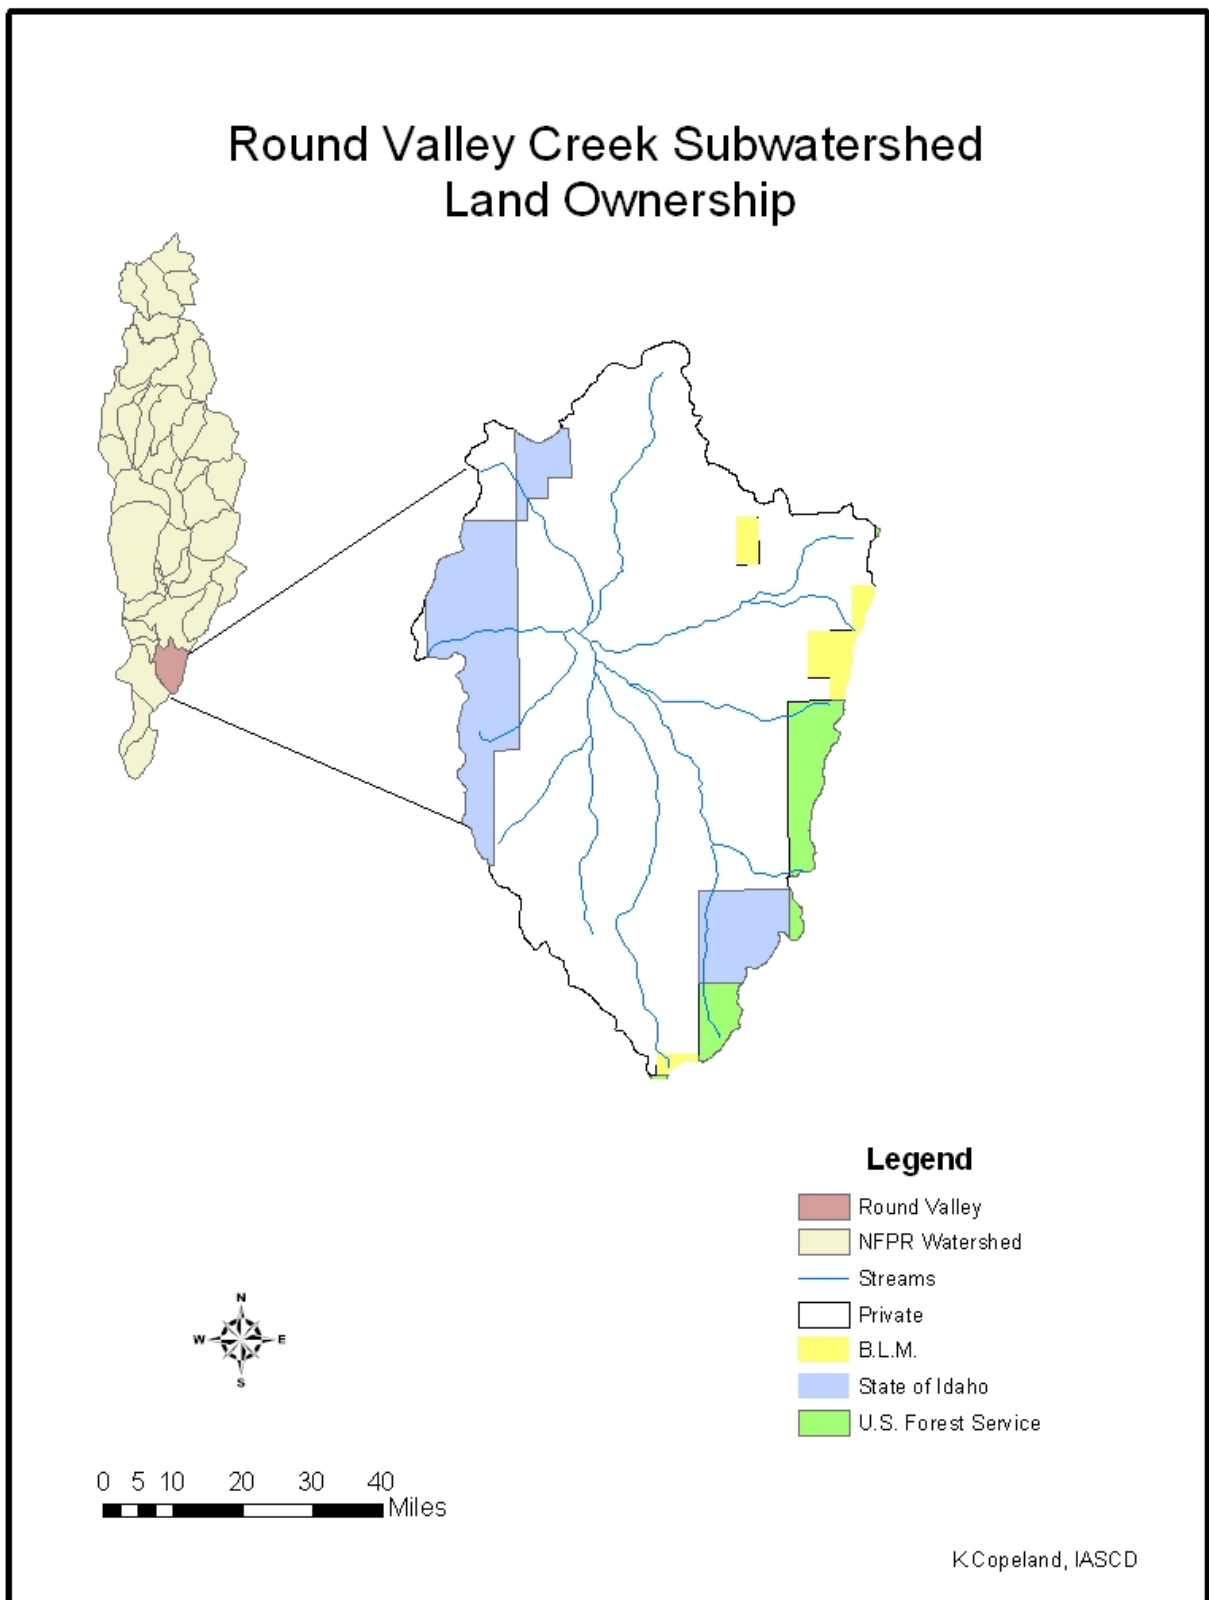 Round Valley Creek Subwatershed
Land Ownership
Legend
Round Valley
NFPR Watershed
Streams
Private
B.L.M.
State of Idaho
U.S. Forest Service
N
W E
S
0 5 10 20 30 40
Miles
K.Copeland, IASCD